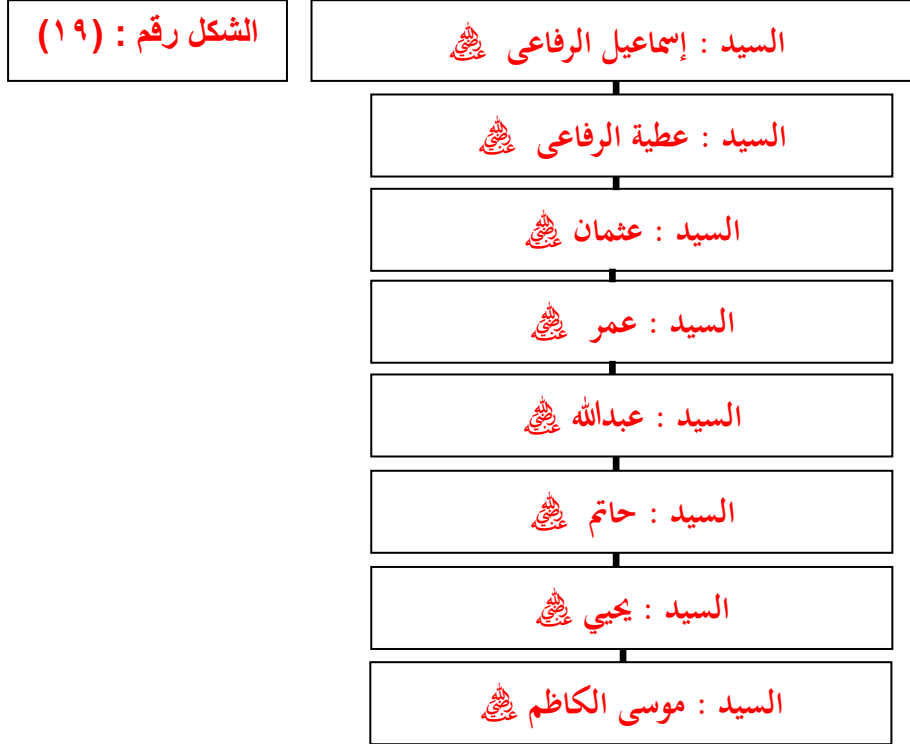 الشكل رقم : (١٩)
السيد : إسماعيل الرفاعى رضي الله عنه
السيد : عطية الرفاعى رضي الله عنه
السيد : عثمان رضي الله عنه
السيد : عمر رضي الله عنه
السيد : عبدالله رضي الله عنه
السيد : حاتم رضي الله عنه
السيد : يحيي رضي الله عنه
السيد : موسى الكاظم رضي الله عنه